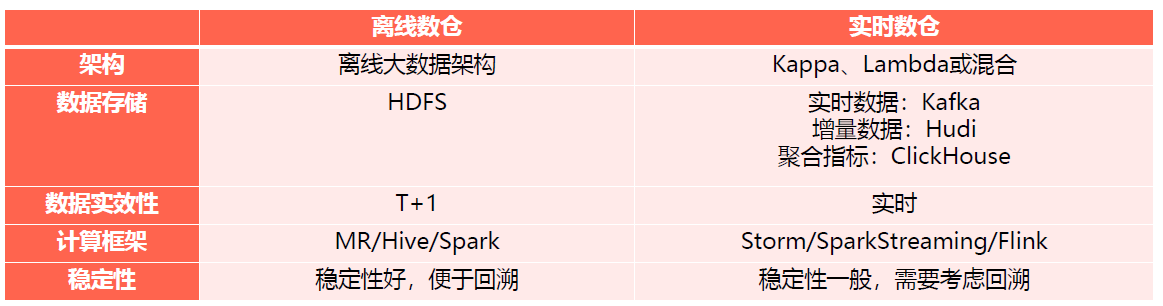 离线数仓 实时数仓
架构 离线大数据架构 Kappa、Lambda或混合
数据存储 HDFS 实时数据：Kafka
增量数据：Hudi
聚合指标：ClickHouse
数据实效性 T+1 实时
计算框架 MR/Hive/Spark Storm/SparkStreaming/Flink
稳定性 稳定性好，便于回溯 稳定性一般，需要考虑回溯